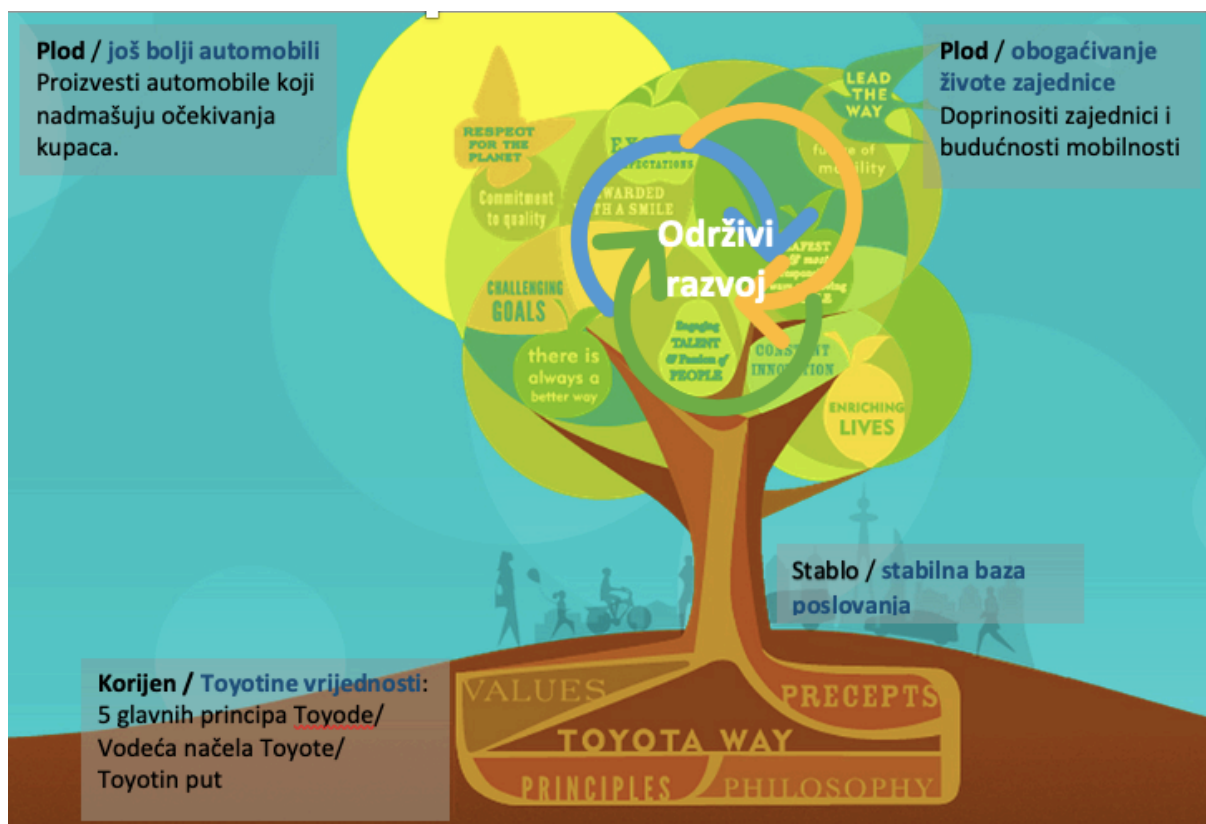 Plod / još bolji automobili
Proizvesti automobile koji
nadmašuju očekivanja
kupaca.
Plod / obogaćivanje
živote zajednice
Doprinositi zajednici i
budućnosti mobilnosti
LEAD
THE
WAY
RESPECT
FOR THE
PLANET
mobility
Commitment
to quality
WITH A SMILE
Održivi
razvoj
CHALLENGING
GOALS
Engaging
TALENT
& Passion of
PEOPLE
there is
always a
better way
CONSTANT
INNOVATION
ENRICHING
LIVES
Stablo / stabilna baza
poslovanja
Korijen / Toyotine vrijednosti:
5 glavnih principa Toyode/
Vodeća načela Toyote/
Toyotin put
VALUES
PRECEPTS
TOYOTA WAY
PRINCIPLES
PHILOSOPHY